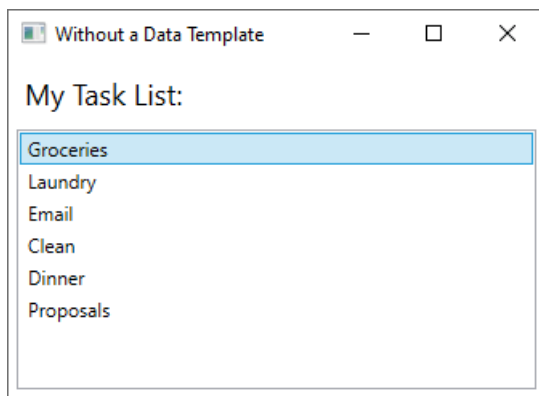 Without a Data Template
My Task List:
Groceries
Laundry
Email
Clean
Dinner
Proposals